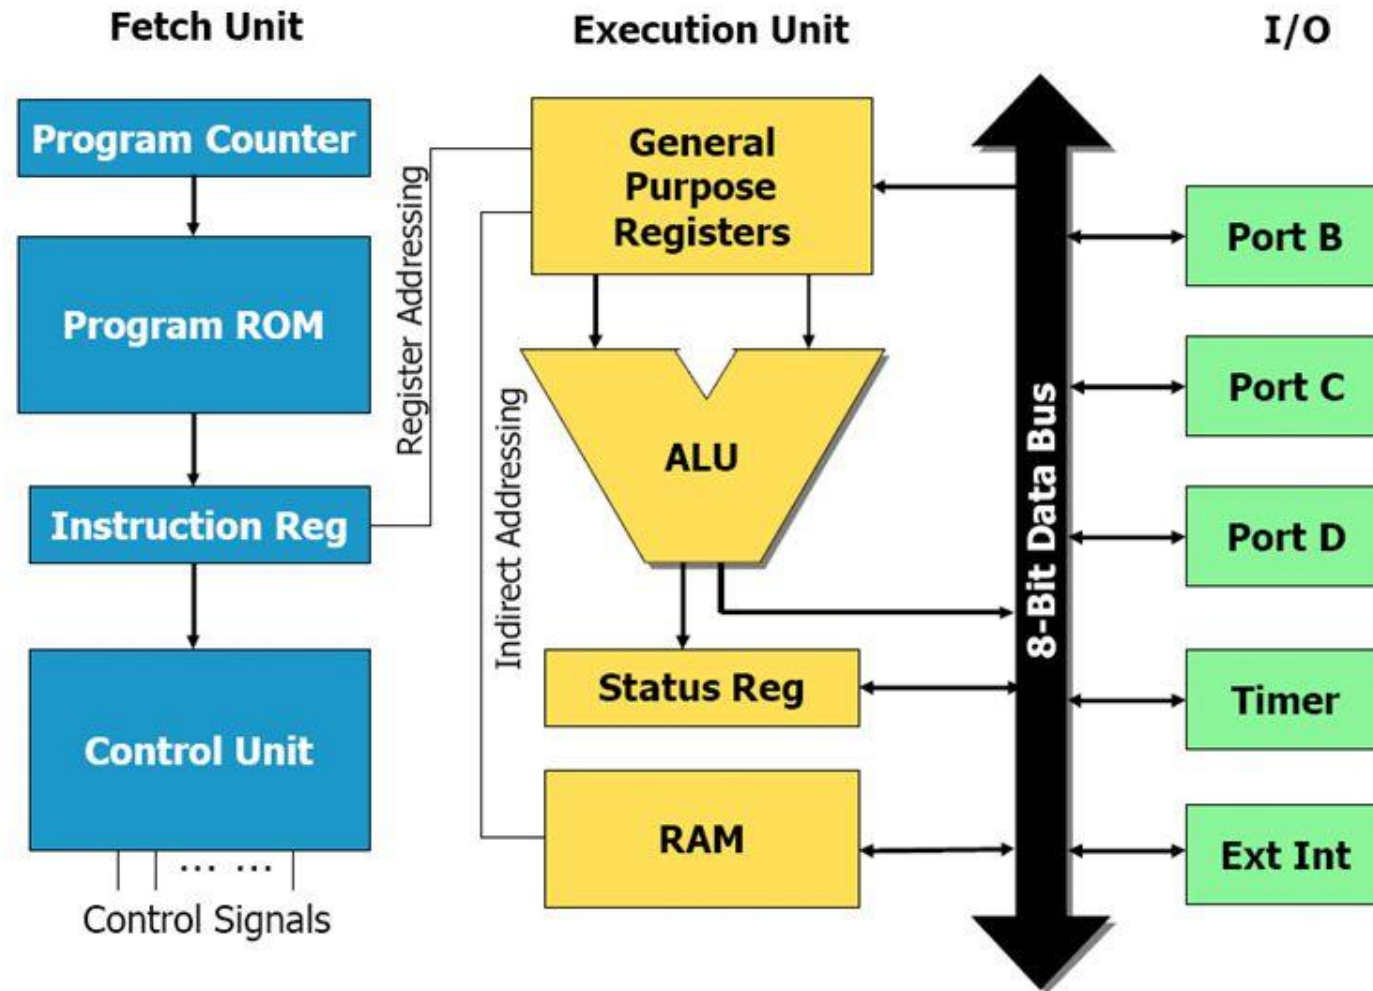 Fetch Unit
Execution Unit
I/O
Program Counter
Program ROM
Instruction Reg
Control Unit
... ...
Control Signals
Register Addressing
Indirect Addressing
General
Purpose
Registers
ALU
Status Reg
RAM
8-Bit Data Bus
Port B
Port C
Port D
Timer
Ext Int